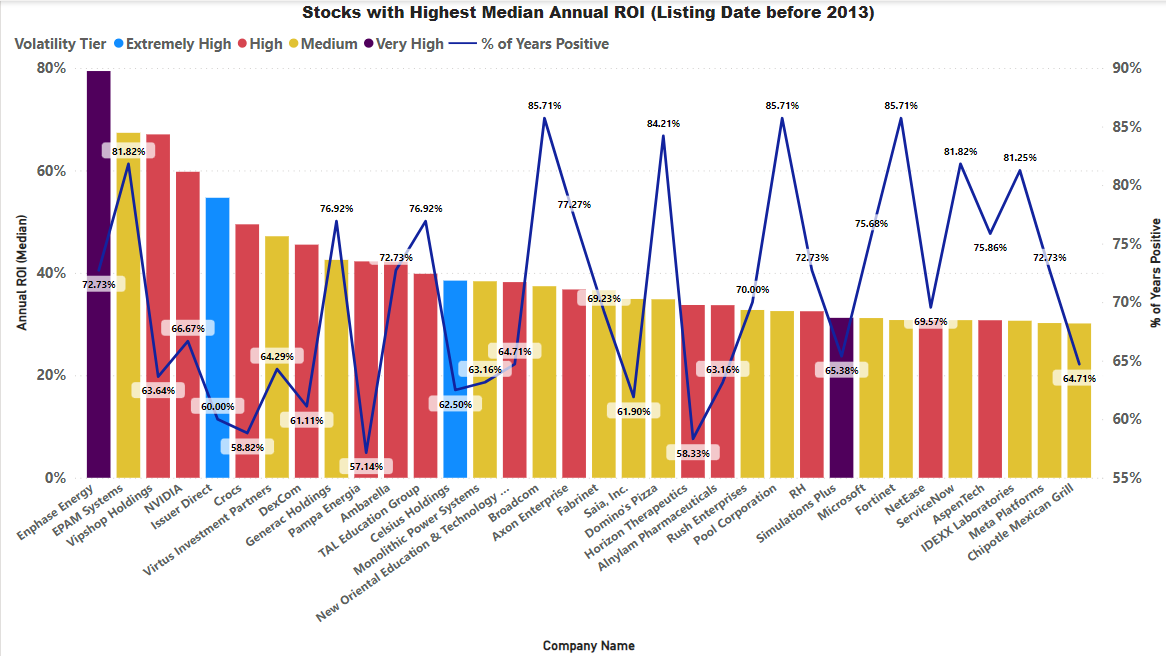 Stocks with Highest Median Annual ROI (Listing Date before 2013)
Volatility Tier Extremely High High Medium Very High % of Years Positive
80%
60%
40%
20%
0%
Annual ROI (Median)
90%
85%
80%
75%
70%
65%
60%
55%
% of Years Positive
72.73%
81.82%
63.64%
66.67%
60.00%
58.82%
64.29%
61.11%
76.92%
57.14%
72.73%
76.92%
62.50%
63.16%
64.71%
85.71%
77.27%
69.23%
61.90%
84.21%
58.33%
63.16%
70.00%
85.71%
72.73%
65.38%
75.68%
85.71%
69.57%
81.82%
75.86%
81.25%
72.73%
64.71%
Enphase Energy
EPAM Systems
Vipshop Holdings
NVIDIA
Issuer Direct
Crocs
Virtus Investment Partners
DexCom
Generac Holdings
Pampa Energia
Ambarella
TAL Education Group
Celsius Holdings
Monolithic Power Systems
New Oriental Education & Technology ...
Broadcom
Axon Enterprise
Fabrinet
Saia, Inc.
Domino's Pizza
Horizon Therapeutics
Alnylam Pharmaceuticals
Rush Enterprises
Pool Corporation
RH
Simulations Plus
Microsoft
Fortinet
NetEase
ServiceNow
AspenTech
IDEXX Laboratories
Meta Platforms
Chipotle Mexican Grill
Company Name